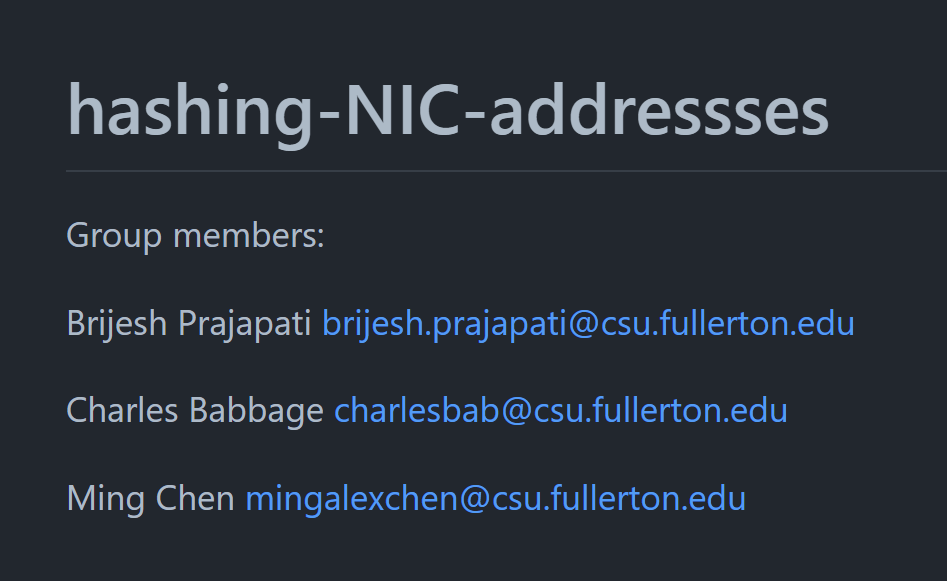 hashing-NIC-addressses
Group members:
Brijesh Prajapati brijesh.prajapati@csu.fullerton.edu
Charles Babbage charlesbab@csu.fullerton.edu
Ming Chen mingalexchen@csu.fullerton.edu